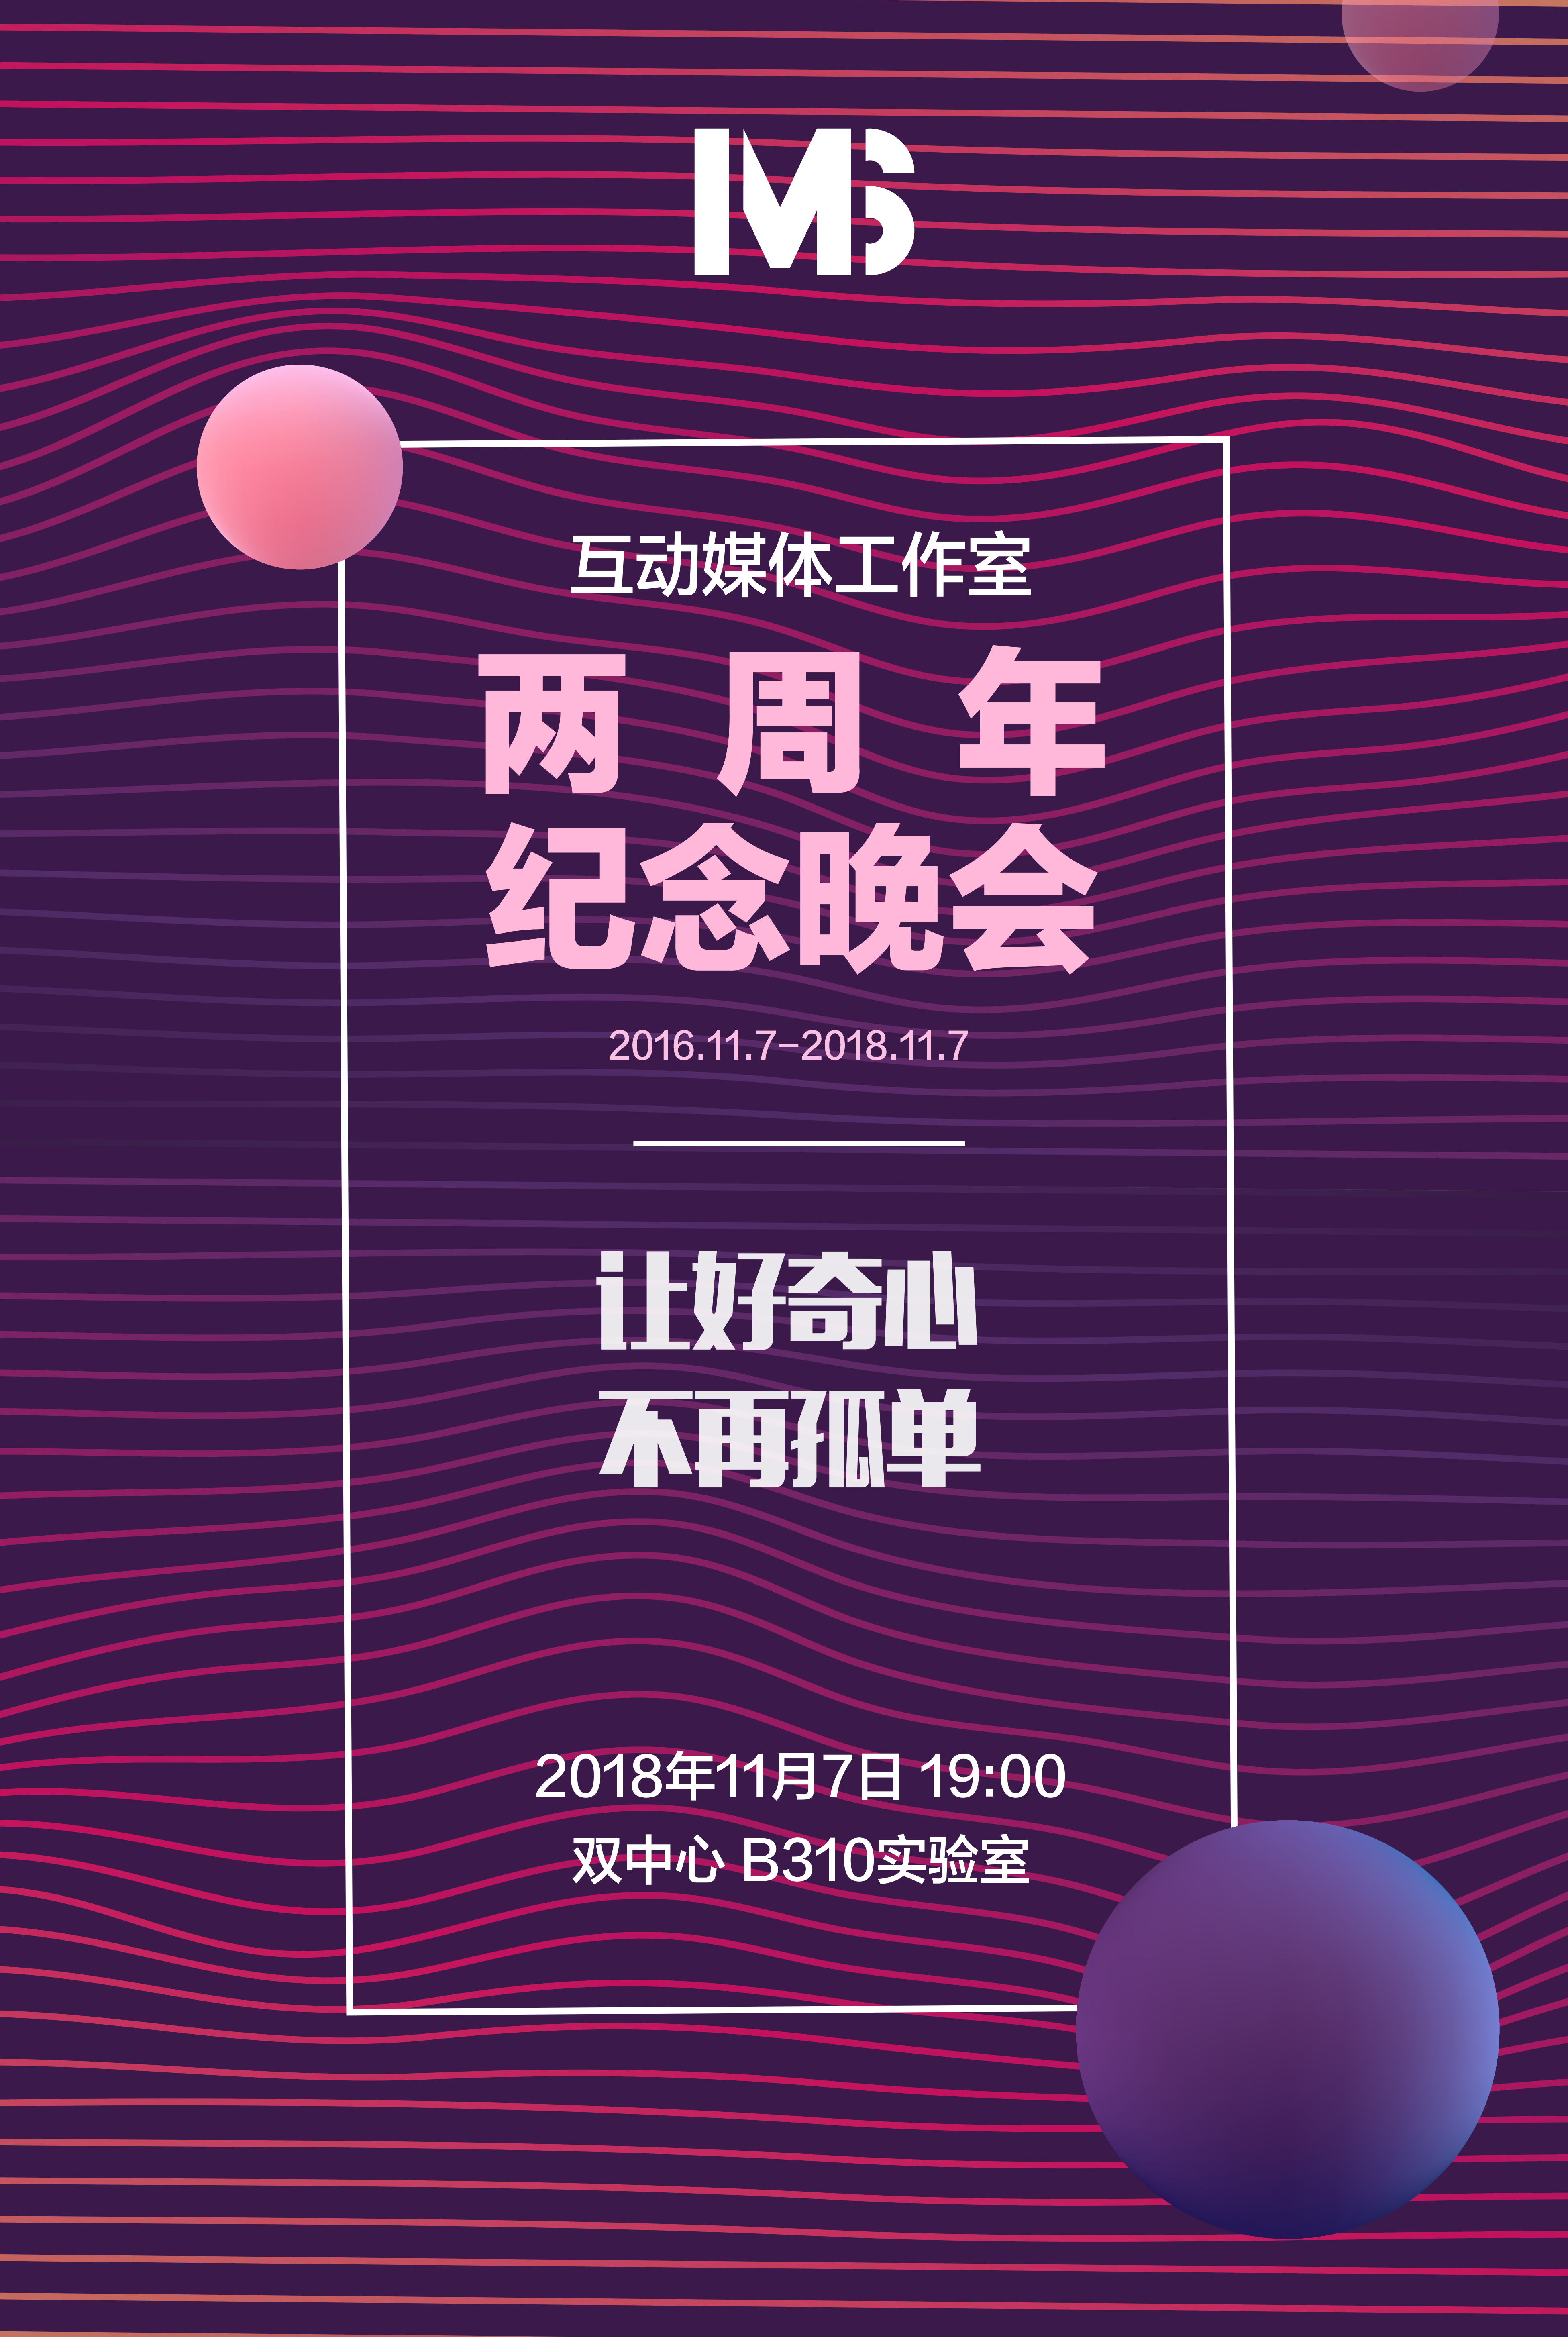 IMS
互动媒体工作室
两周年
纪念晚会
2016.11.7-2018.11.7
让好奇心
不再孤单
2018年11月7日 19:00
双中心 B310实验室